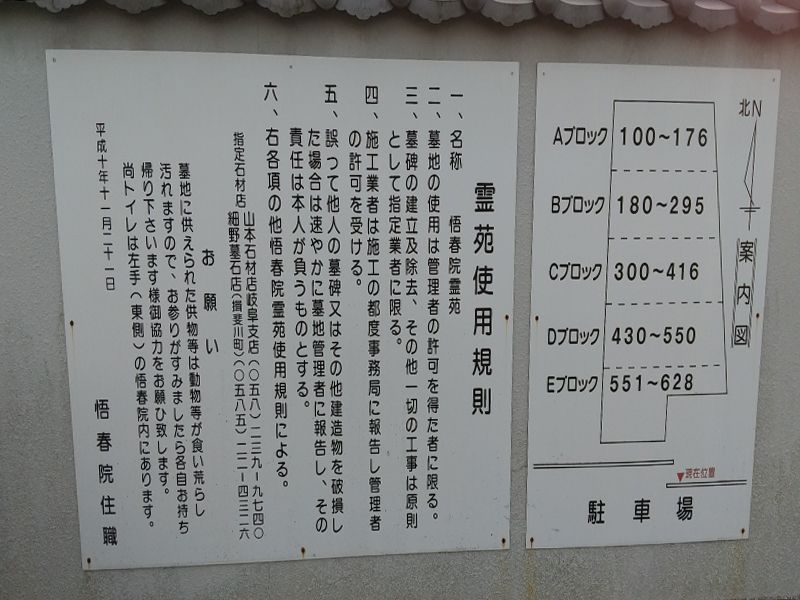 霊苑使用規則
一、名称　悟春院霊苑
二、墓地の使用は管理者の許可を得た者に限る。
三、墓碑の建立及除去、その他一切の工事は原則
として指定業者に限る。
四、施工業者は施工の都度事務局に報告し管理者
の許可を受ける。
五、誤って他人の墓碑又はその他建造物を破損し
た場合は速やかに墓地管理者に報告し、その
責任は本人が負うものとする。
六、右各項の他悟春院霊苑使用規則による。
指定石材店　山本石材店岐阜支店(〇五八)二三九ー九七四〇
細野墓石店(揖斐川町)(〇五八五)二二ー四三二六
お願い
墓地に供えられた供物等は動物等が食い荒らし
汚れますので、お参りがすみましたら各自お持ち
帰り下さいます様御協力をお願ひ致します。
尚トイレは左手(東側)の悟春院内にあります。
平成十年十一月二十一日
悟春院住職
北N
案内図
Aブロック 100～176
Bブロック 180～295
Cブロック 300～416
Dブロック 430～550
Eブロック 551～628
▼現在位置
駐車場